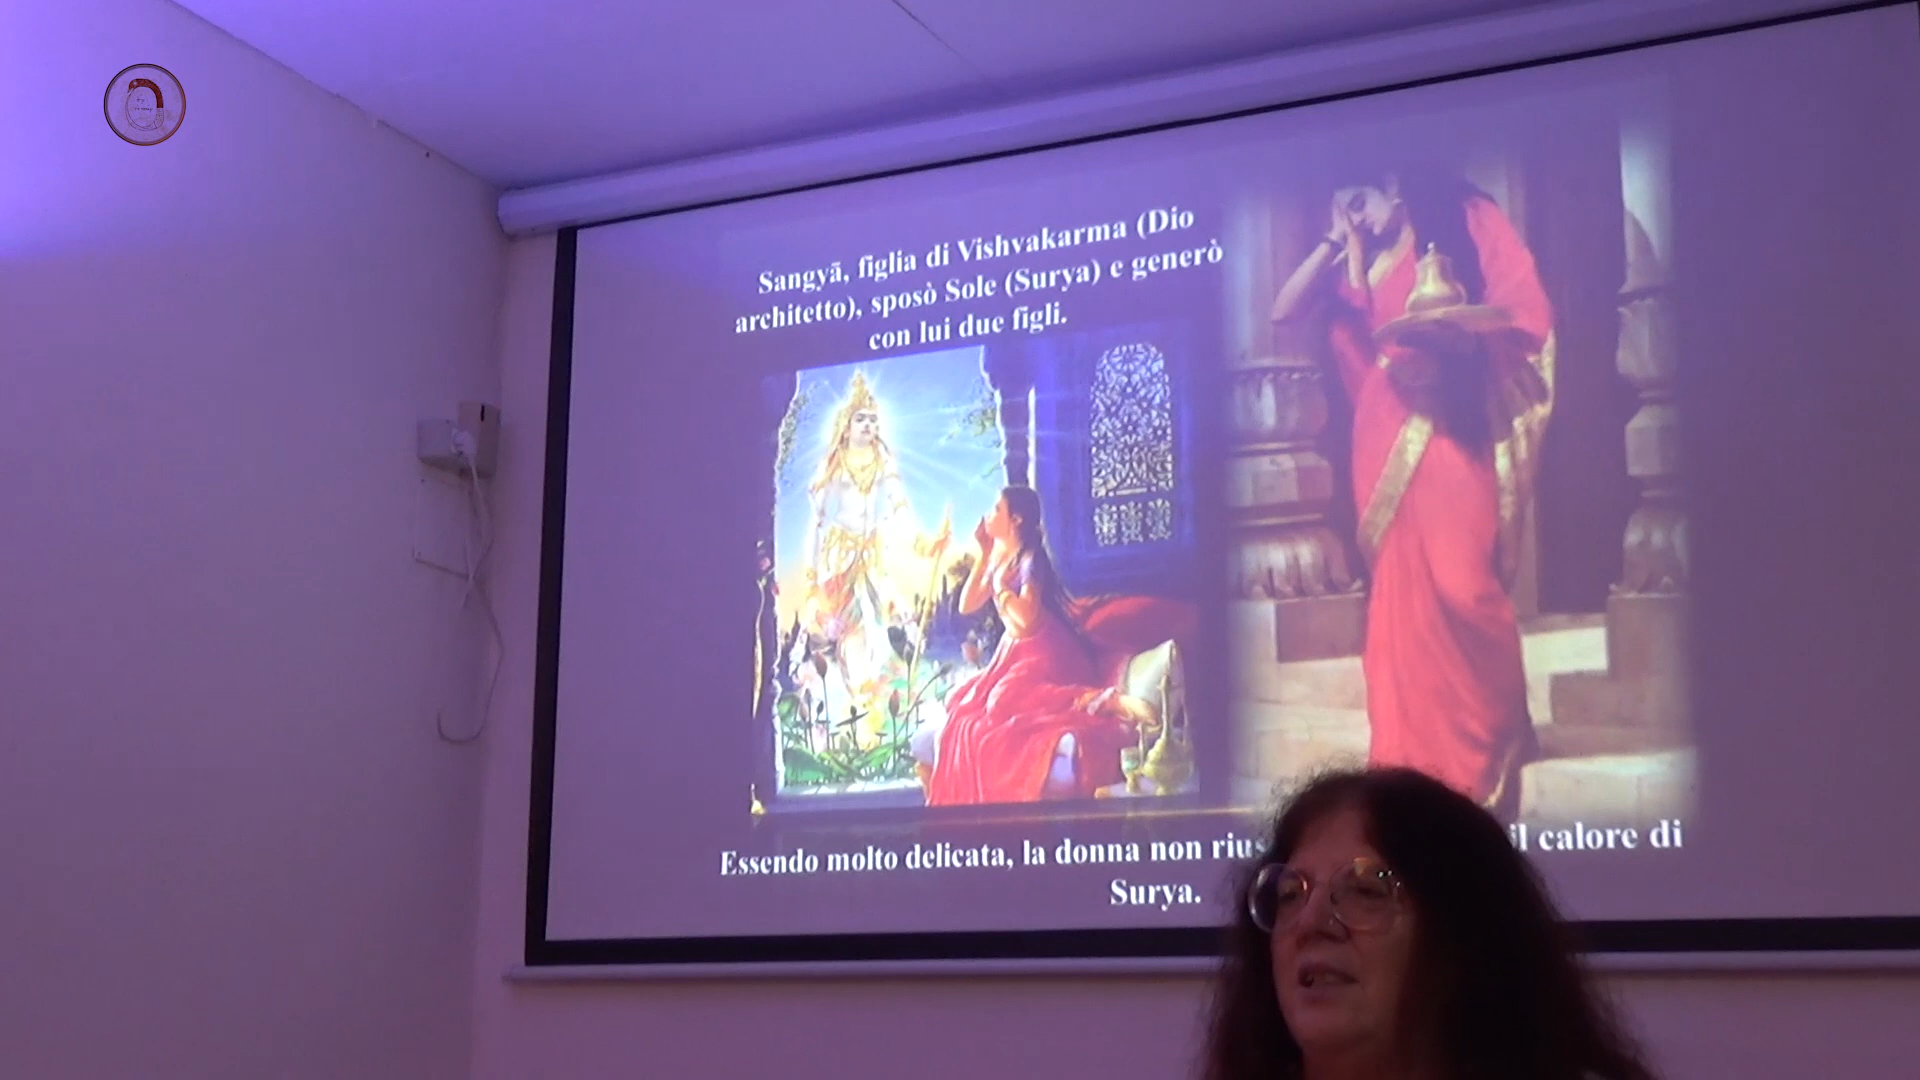 Sangyā, figlia di Vishvakarma (Dio
architetto), sposò Sole (Surya) e generò
con lui due figli.
Essendo molto delicata, la donna non il calore di
Surya.